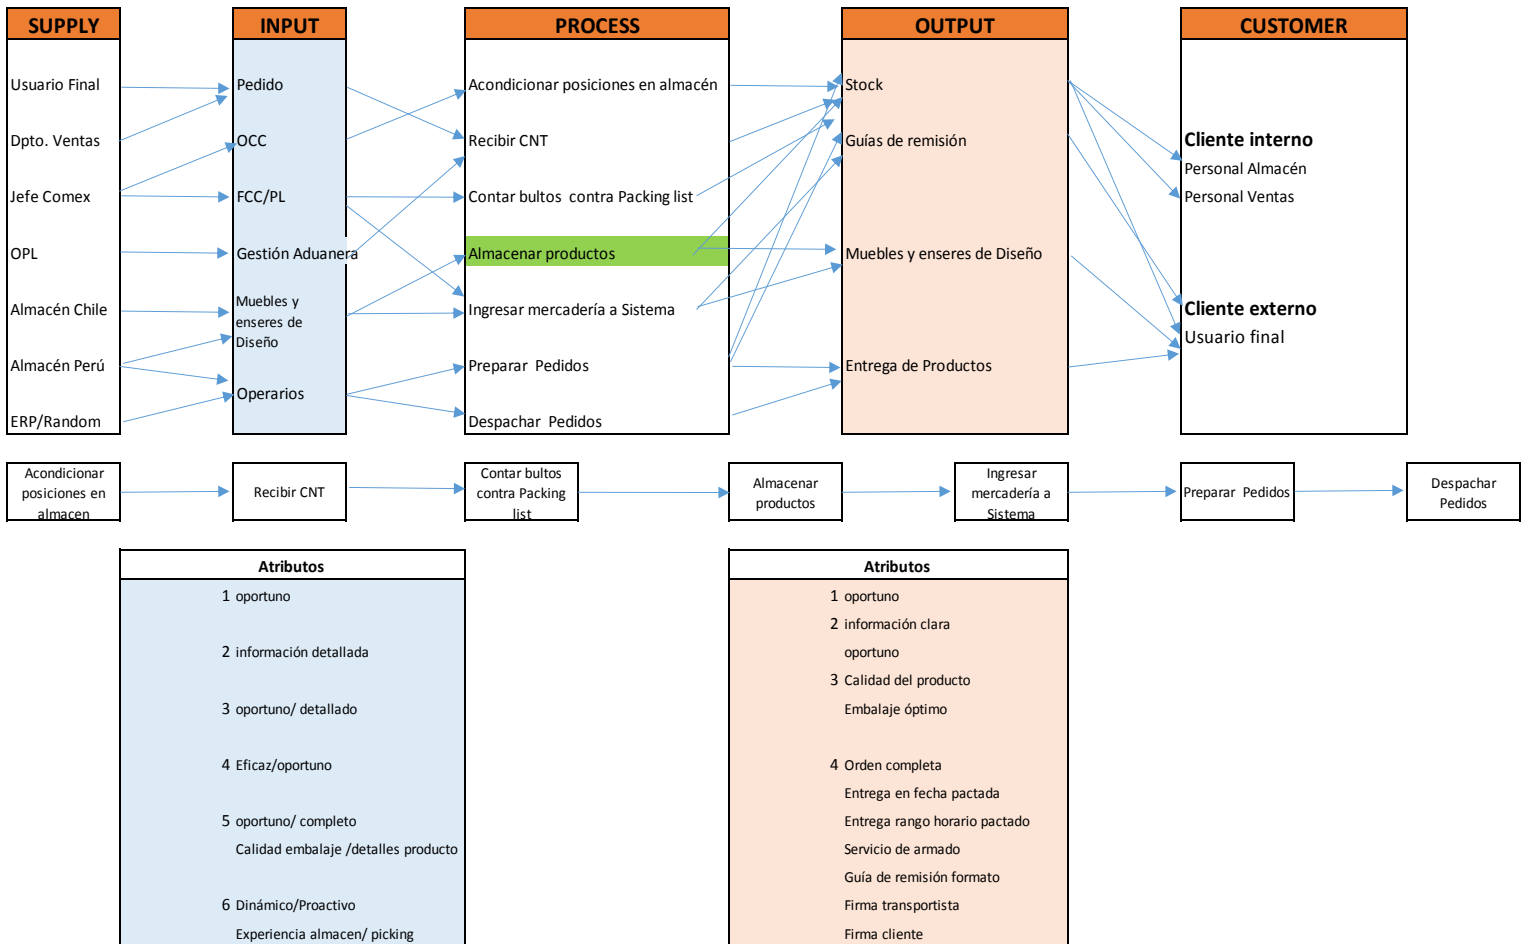 SUPPLY
INPUT
PROCESS
OUTPUT
CUSTOMER
Usuario Final
Pedido
Acondicionar posiciones en almacén
Stock
Dpto. Ventas
OCC
Recibir CNT
Guías de remisión
Cliente interno
Personal Almacén
Jefe Comex
FCC/PL
Contar bultos contra Packing list
Personal Ventas
OPL
Gestión Aduanera
Almacenar productos
Muebles y enseres de Diseño
Almacén Chile
Muebles y
enseres de
Diseño
Ingresar mercadería a Sistema
Cliente externo
Usuario final
Almacén Perú
Operarios
Preparar Pedidos
Entrega de Productos
ERP/Random
Despachar Pedidos
Acondicionar
posiciones en
almacen
Recibir CNT
Contar bultos
contra Packing
list
Almacenar
productos
Ingresar
mercadería a
Sistema
Preparar Pedidos
Despachar
Pedidos
Atributos
1 oportuno
2 información detallada
3 oportuno/ detallado
4 Eficaz/oportuno
5 oportuno/ completo
Calidad embalaje /detalles producto
6 Dinámico/Proactivo
Experiencia almacen/ picking
Atributos
1 oportuno
2 información clara
oportuno
3 Calidad del producto
Embalaje óptimo
4 Orden completa
Entrega en fecha pactada
Entrega rango horario pactado
Servicio de armado
Guía de remisión formato
Firma transportista
Firma cliente